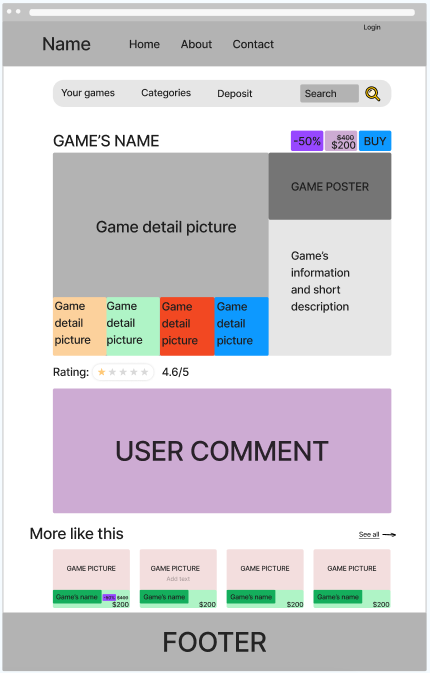 Login
Name Home About Contact
Your games Categories Deposit Search
GAME'S NAME -50% $400 $200 BUY
GAME POSTER
Game detail picture
Game's
information
and short
description
Game
detail
picture
Game
detail
picture
Game
detail
picture
Game
detail
picture
Rating: 4.6/5
USER COMMENT
More like this See all
GAME PICTURE GAME PICTURE GAME PICTURE GAME PICTURE
Add text
Game's name -50% $400 Game's name Game's name Game's name
$200 $200 $200 $200
FOOTER